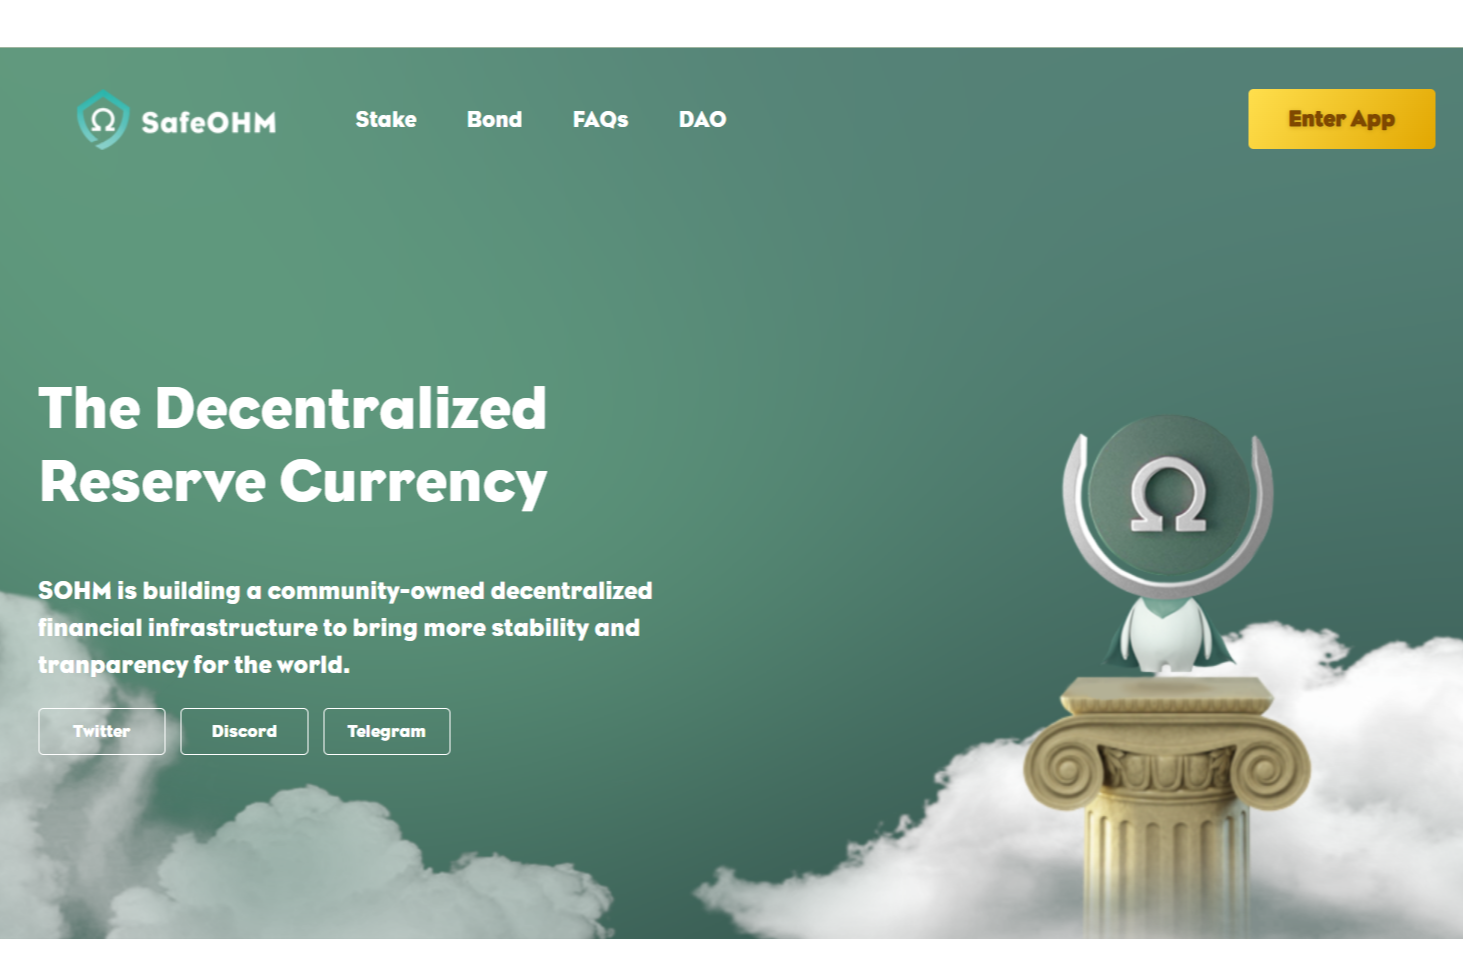 SafeOHM
Stake
Bond
FAQs
DAO
Enter App
The Decentralized
Reserve Currency
SOHM is building a community-owned decentralized
financial infrastructure to bring more stability and
tranparency for the world.
Twitter
Discord
Telegram